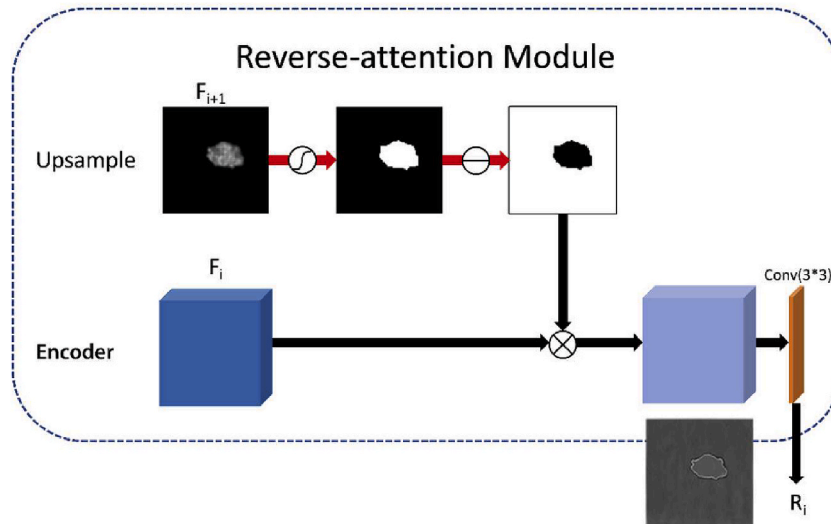 Reverse-attention Module
F_{i+1}
Upsample
F_i
Conv(3*3)
Encoder
R_i